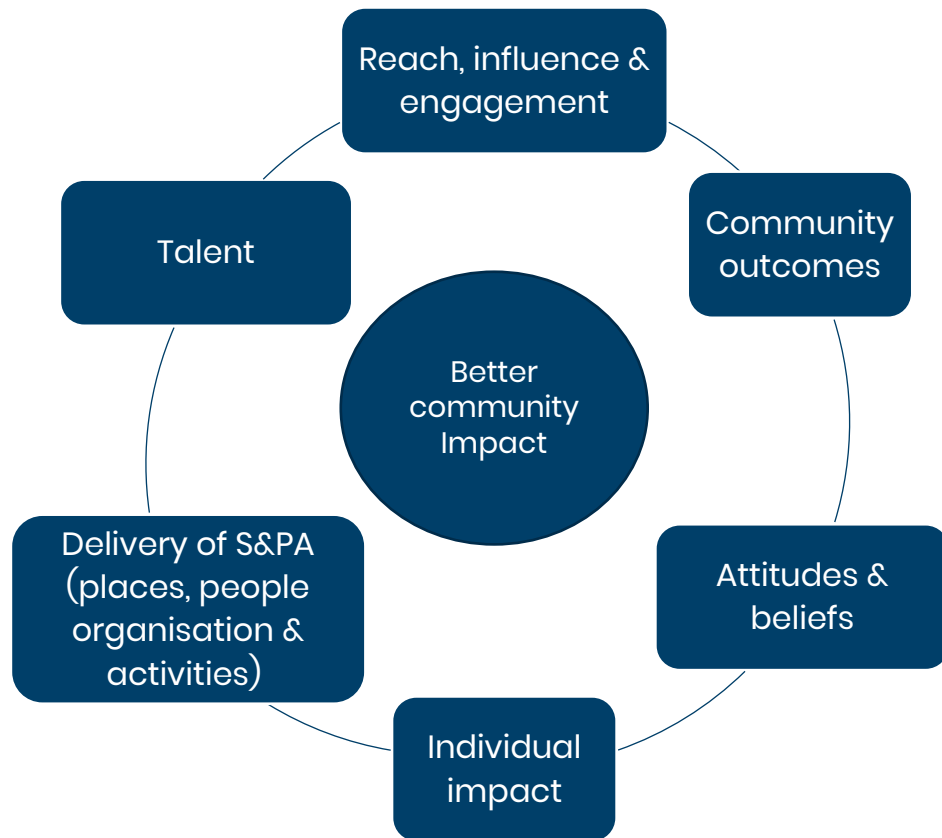 Reach, influence &
engagement
Talent
Community
outcomes
Better
community
Impact
Delivery of S&PA
(places, people
organisation &
activities)
Attitudes &
beliefs
Individual
impact